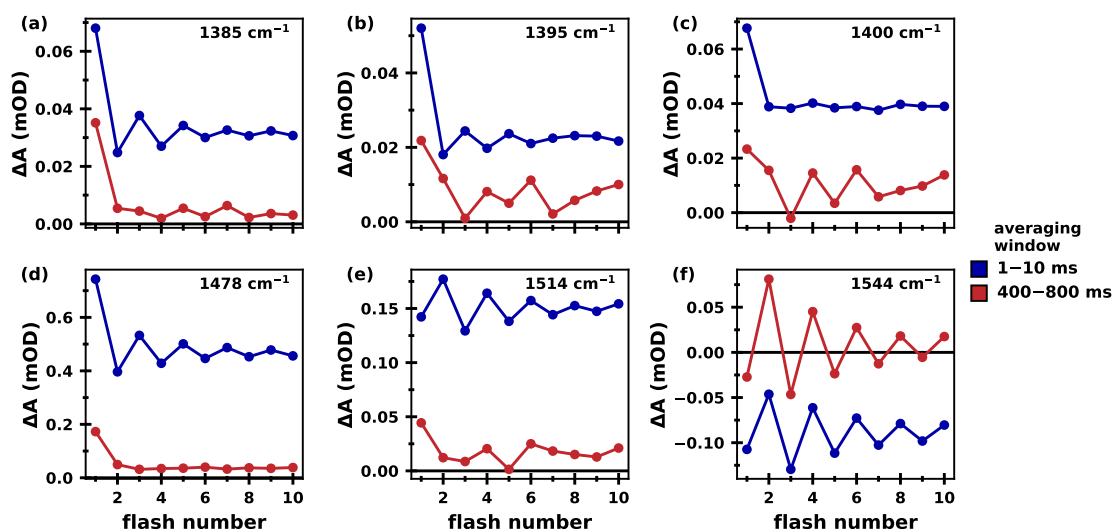 (a) 1385 cm⁻¹
(b) 1395 cm⁻¹
(c) 1400 cm⁻¹
ΔA (mOD)
0.06
0.04
0.02
0.00
ΔA (mOD)
0.04
0.02
0.00
ΔA (mOD)
0.06
0.04
0.02
0.00
averaging
window
1−10 ms
400−800 ms
(d) 1478 cm⁻¹
(e) 1514 cm⁻¹
(f) 1544 cm⁻¹
ΔA (mOD)
0.6
0.4
0.2
0.0
2 4 6 8 10
flash number
ΔA (mOD)
0.15
0.10
0.05
0.00
2 4 6 8 10
flash number
ΔA (mOD)
0.05
0.00
−0.05
−0.10
2 4 6 8 10
flash number